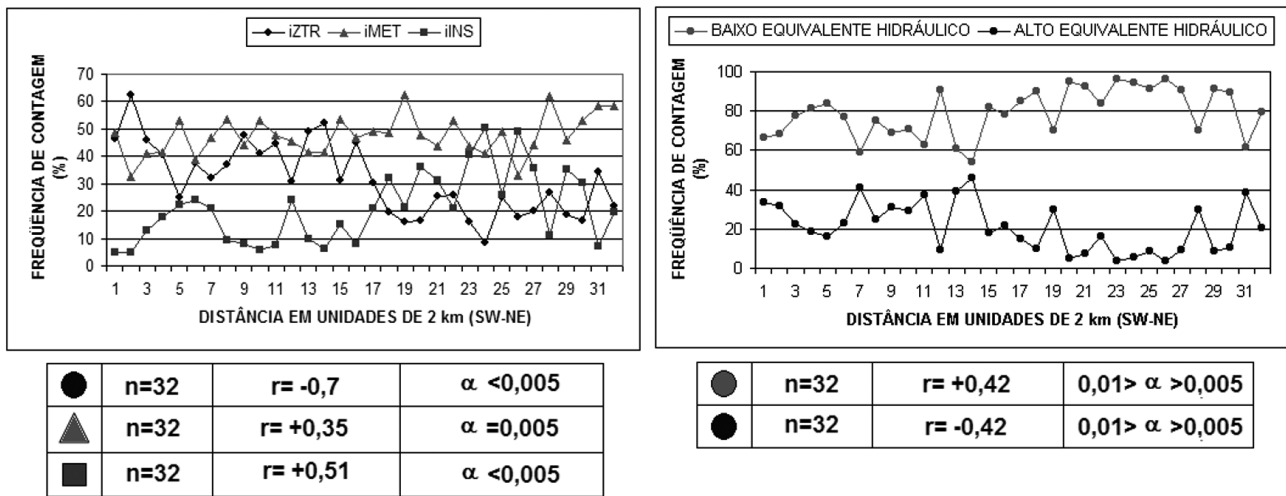 iZTR iMET iINS
FREQÜÊNCIA DE CONTAGEM
(%)
70
60
50
40
30
20
10
0
1 3 5 7 9 11 13 15 17 19 21 23 25 27 29 31
DISTÂNCIA EM UNIDADES DE 2 km (SW-NE)
n=32 r= -0,7 α <0,005
n=32 r= +0,35 α =0,005
n=32 r= +0,51 α <0,005
BAIXO EQUIVALENTE HIDRÁULICO ALTO EQUIVALENTE HIDRÁULICO
FREQÜÊNCIA DE CONTAGEM
(%)
100
80
60
40
20
0
1 3 5 7 9 11 13 15 17 19 21 23 25 27 29 31
DISTÂNCIA EM UNIDADES DE 2 km (SW-NE)
n=32 r= +0,42 0,01> α >0,005
n=32 r= -0,42 0,01> α >0,005